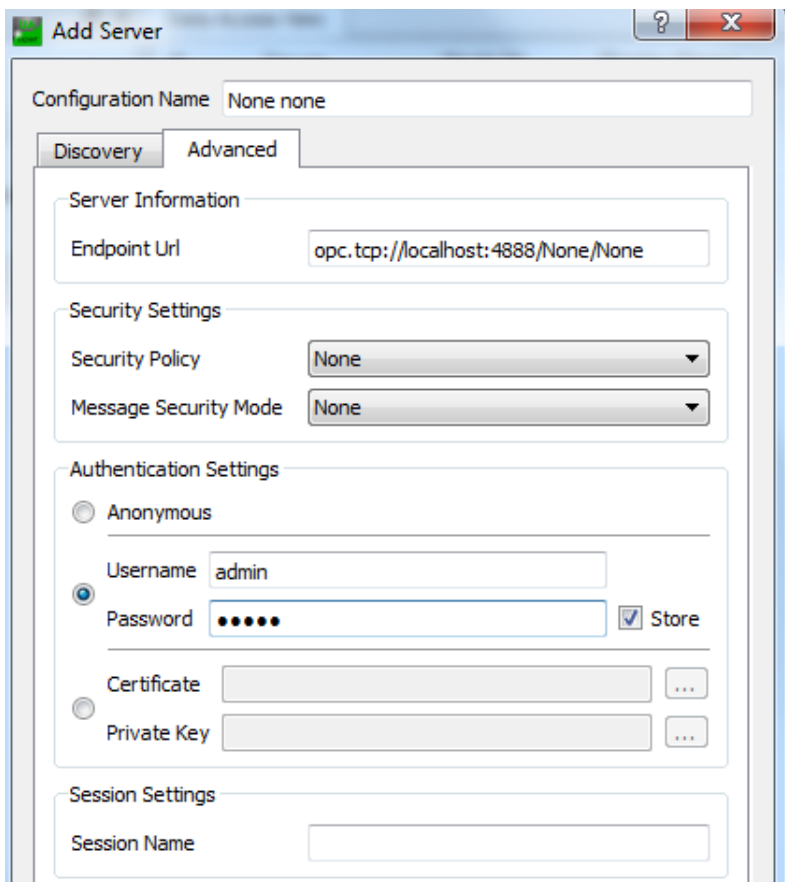 Add Server
Configuration Name None none
Discovery Advanced
Server Information
Endpoint Url opc.tcp://localhost:4888/None/None
Security Settings
Security Policy None
Message Security Mode None
Authentication Settings
Anonymous
Username admin
Password ●●●●● Store
Certificate ...
Private Key ...
Session Settings
Session Name